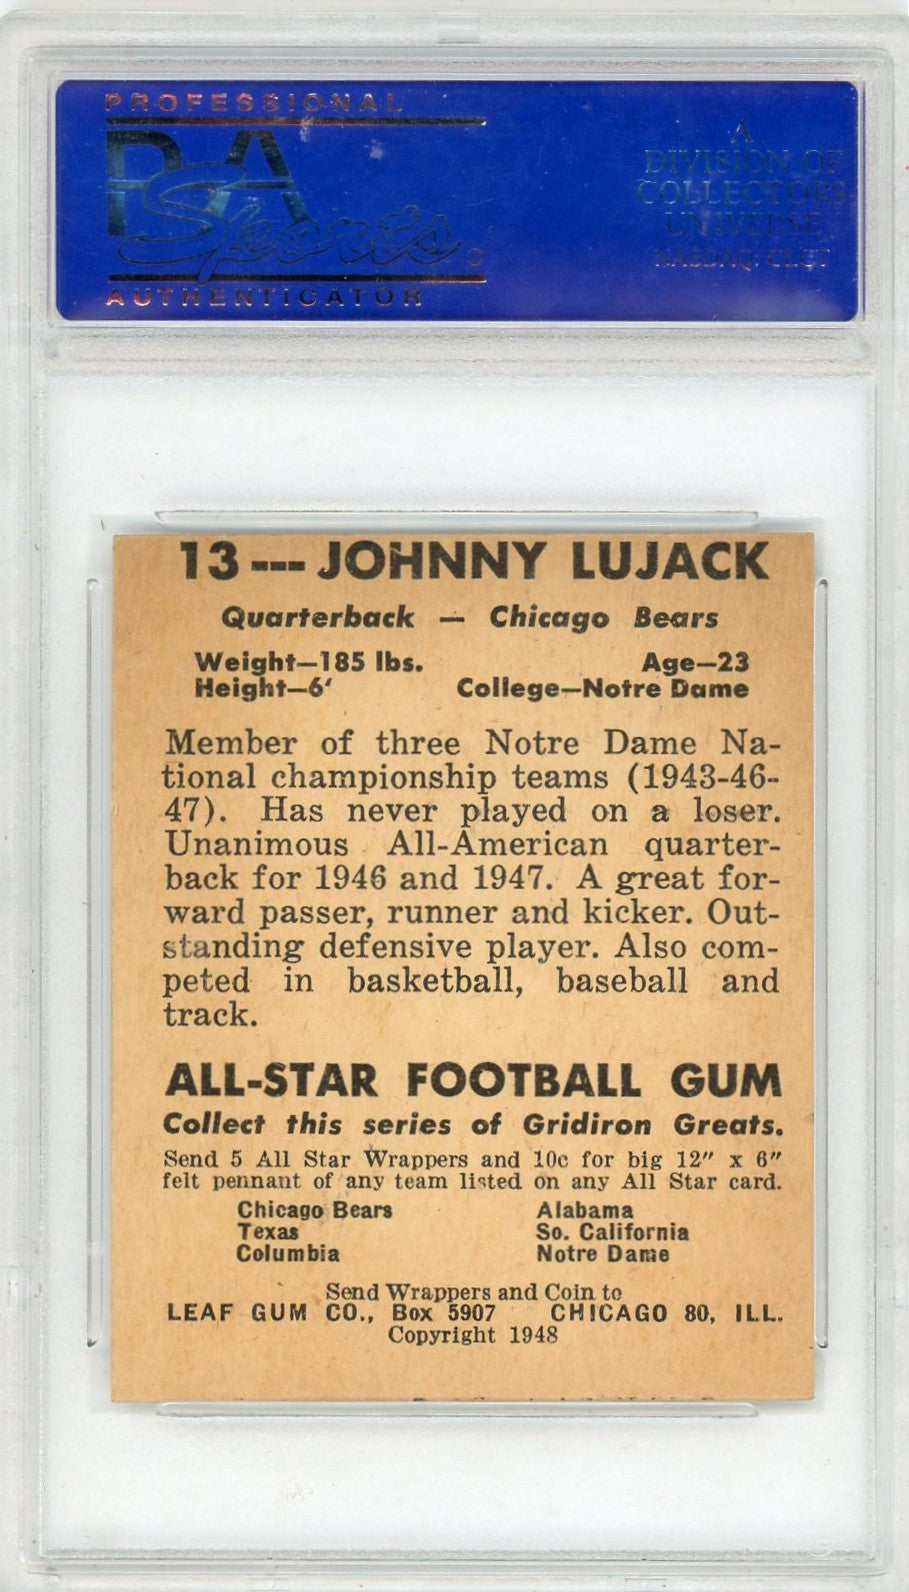 PROFESSIONAL
PSA
Sports
AUTHENTICATOR
A
DIVISION OF
COLLECTORS
UNIVERSE
NASDAQ: CLCT
13 --- JOHNNY LUJACK
Quarterback — Chicago Bears
Weight—185 lbs. Age—23
Height—6' College—Notre Dame
Member of three Notre Dame Na-
tional championship teams (1943-46-
47). Has never played on a loser.
Unanimous All-American quarter-
back for 1946 and 1947. A great for-
ward passer, runner and kicker. Out-
standing defensive player. Also com-
peted in basketball, baseball and
track.
ALL-STAR FOOTBALL GUM
Collect this series of Gridiron Greats.
Send 5 All Star Wrappers and 10c for big 12" x 6"
felt pennant of any team listed on any All Star card.
Chicago Bears Alabama
Texas So. California
Columbia Notre Dame
Send Wrappers and Coin to
LEAF GUM CO., Box 5907 CHICAGO 80, ILL.
Copyright 1948